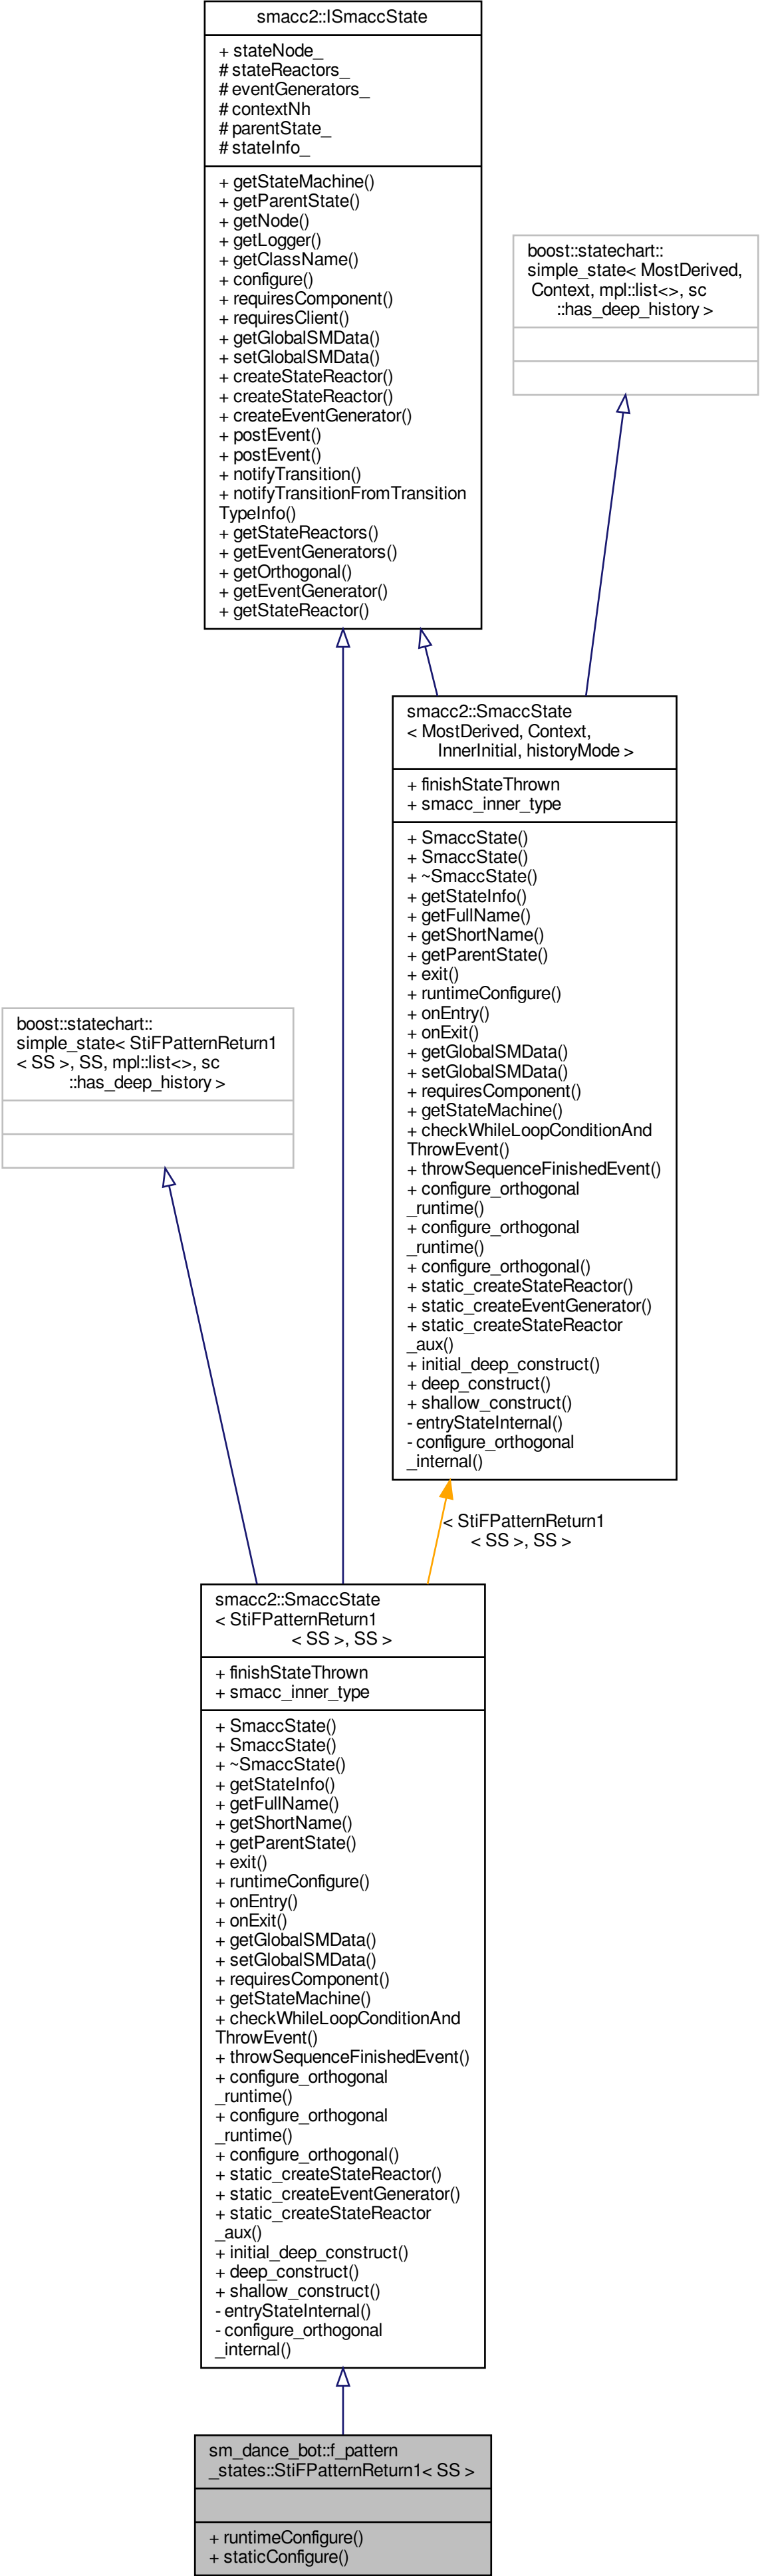 smacc2::ISmaccState
+ stateNode_
# stateReactors_
# eventGenerators_
# contextNh
# parentState_
# stateInfo_
+ getStateMachine()
+ getParentState()
+ getNode()
+ getLogger()
+ getClassName()
+ configure()
+ requiresComponent()
+ requiresClient()
+ getGlobalSMData()
+ setGlobalSMData()
+ createStateReactor()
+ createStateReactor()
+ createEventGenerator()
+ postEvent()
+ postEvent()
+ notifyTransition()
+ notifyTransitionFromTransition
TypeInfo()
+ getStateReactors()
+ getEventGenerators()
+ getOrthogonal()
+ getEventGenerator()
+ getStateReactor()
boost::statechart::
simple_state< MostDerived,
Context, mpl::list<>, sc
::has_deep_history >
smacc2::SmaccState
< MostDerived, Context,
InnerInitial, historyMode >
+ finishStateThrown
+ smacc_inner_type
+ SmaccState()
+ SmaccState()
+ ~SmaccState()
+ getStateInfo()
+ getFullName()
+ getShortName()
+ getParentState()
+ exit()
+ runtimeConfigure()
+ onEntry()
+ onExit()
+ getGlobalSMData()
+ setGlobalSMData()
+ requiresComponent()
+ getStateMachine()
+ checkWhileLoopConditionAnd
ThrowEvent()
+ throwSequenceFinishedEvent()
+ configure_orthogonal
_runtime()
+ configure_orthogonal
_runtime()
+ configure_orthogonal()
+ static_createStateReactor()
+ static_createEventGenerator()
+ static_createStateReactor
_aux()
+ initial_deep_construct()
+ deep_construct()
+ shallow_construct()
- entryStateInternal()
- configure_orthogonal
_internal()
boost::statechart::
simple_state< StiFPatternReturn1
< SS >, SS, mpl::list<>, sc
::has_deep_history >
< StiFPatternReturn1
< SS >, SS >
smacc2::SmaccState
< StiFPatternReturn1
< SS >, SS >
+ finishStateThrown
+ smacc_inner_type
+ SmaccState()
+ SmaccState()
+ ~SmaccState()
+ getStateInfo()
+ getFullName()
+ getShortName()
+ getParentState()
+ exit()
+ runtimeConfigure()
+ onEntry()
+ onExit()
+ getGlobalSMData()
+ setGlobalSMData()
+ requiresComponent()
+ getStateMachine()
+ checkWhileLoopConditionAnd
ThrowEvent()
+ throwSequenceFinishedEvent()
+ configure_orthogonal
_runtime()
+ configure_orthogonal
_runtime()
+ configure_orthogonal()
+ static_createStateReactor()
+ static_createEventGenerator()
+ static_createStateReactor
_aux()
+ initial_deep_construct()
+ deep_construct()
+ shallow_construct()
- entryStateInternal()
- configure_orthogonal
_internal()
sm_dance_bot::f_pattern
_states::StiFPatternReturn1< SS >
+ runtimeConfigure()
+ staticConfigure()